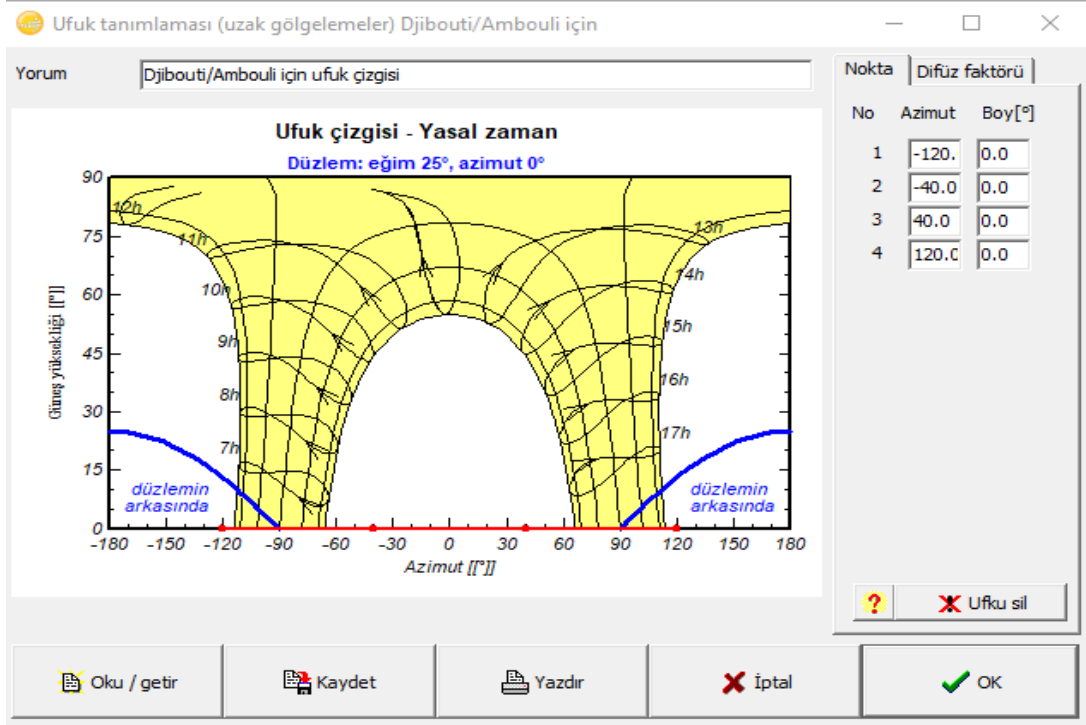 Ufuk tanımlaması (uzak gölgelemeler) Djibouti/Ambouli için
Yorum
Djibouti/Ambouli için ufuk çizgisi
Ufuk çizgisi - Yasal zaman
Düzlem: eğim 25°, azimut 0°
90
75
60
45
30
15
0
Güneş yüksekliği [[°]]
12h
11h
10h
9h
8h
7h
13h
14h
15h
16h
17h
düzlemin
arkasında
düzlemin
arkasında
-180 -150 -120 -90 -60 -30 0 30 60 90 120 150 180
Azimut [[°]]
Nokta Difüz faktörü
No Azimut Boy[°]
1 -120. 0.0
2 -40.0 0.0
3 40.0 0.0
4 120.0 0.0
? Ufku sil
Oku / getir Kaydet Yazdır İptal OK